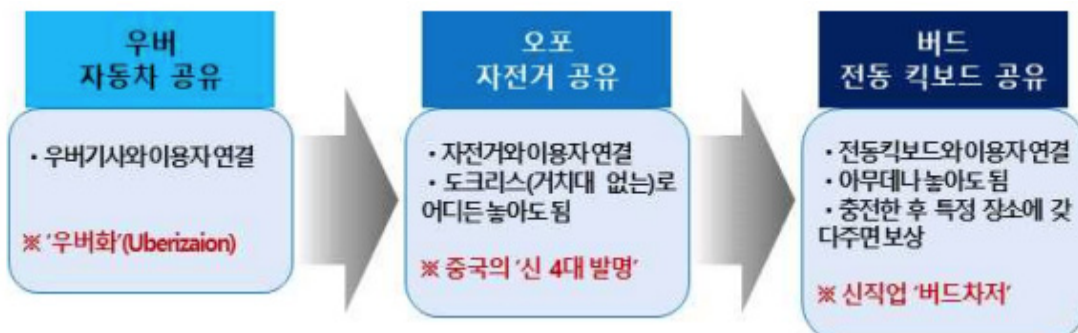 우버
자동차 공유
・우버기사와 이용자 연결
※ '우버화'(Uberizaion)
오포
자전거 공유
・자전거와 이용자 연결
・도크리스(거치대 없는)로
어디든 놓아도 됨
※ 중국의 '신 4대 발명'
버드
전동 킥보드 공유
・전동킥보드와 이용자 연결
・아무데나 놓아도 됨
・충전한 후 특정 장소에 갖
다주면 보상
※ 신직업 '버드차저'